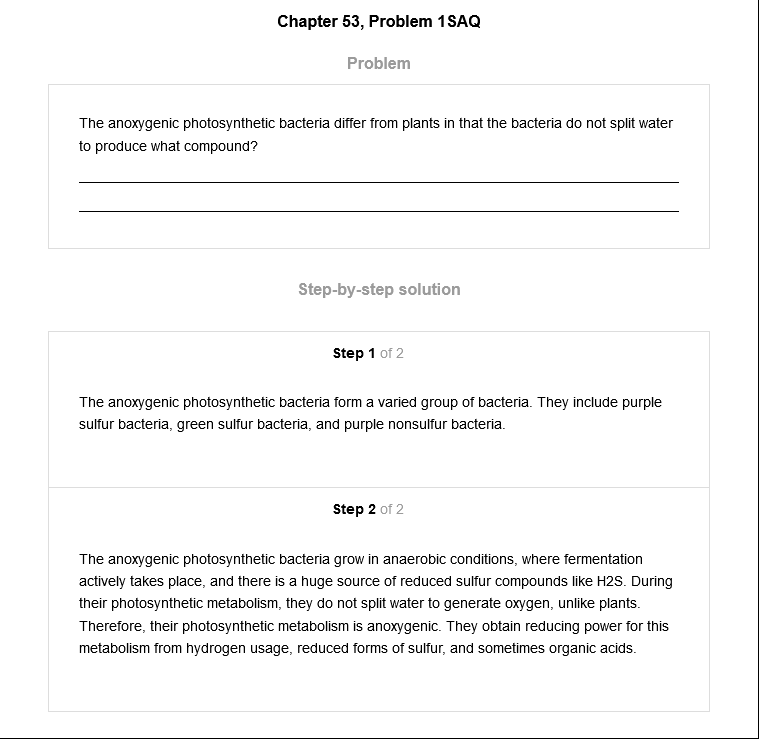 Chapter 53, Problem 1SAQ
Problem
The anoxygenic photosynthetic bacteria differ from plants in that the bacteria do not split water
to produce what compound?
Step-by-step solution
Step 1 of 2
The anoxygenic photosynthetic bacteria form a varied group of bacteria. They include purple
sulfur bacteria, green sulfur bacteria, and purple nonsulfur bacteria.
Step 2 of 2
The anoxygenic photosynthetic bacteria grow in anaerobic conditions, where fermentation
actively takes place, and there is a huge source of reduced sulfur compounds like H2S. During
their photosynthetic metabolism, they do not split water to generate oxygen, unlike plants.
Therefore, their photosynthetic metabolism is anoxygenic. They obtain reducing power for this
metabolism from hydrogen usage, reduced forms of sulfur, and sometimes organic acids.